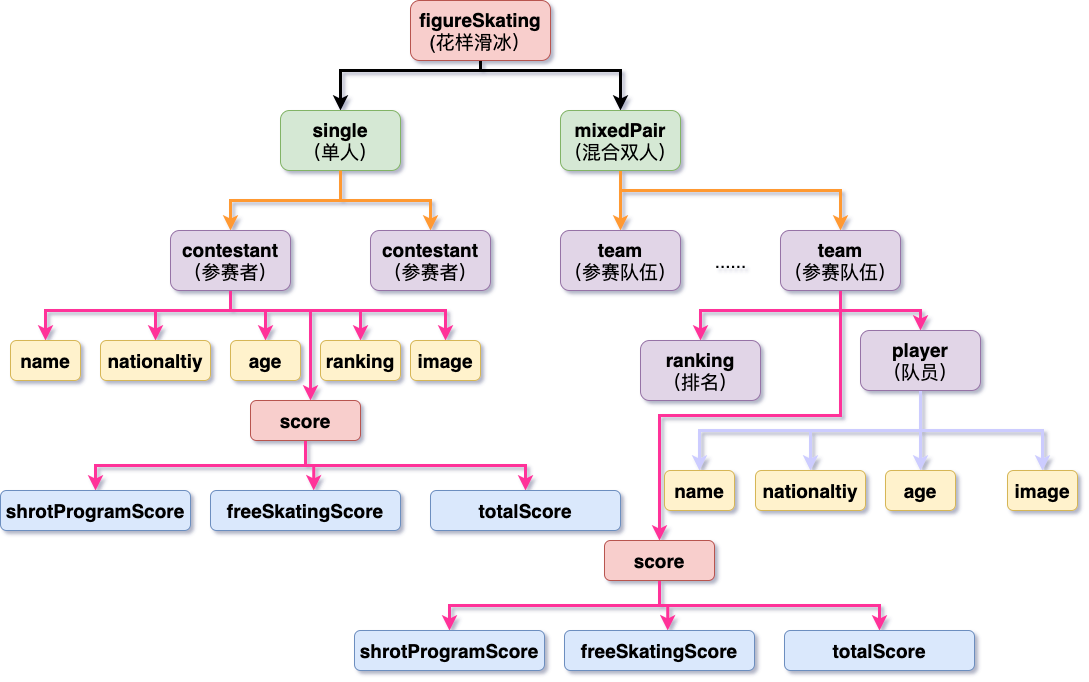 figureSkating
(花样滑冰）
single
（单人）
mixedPair
（混合双人）
contestant
（参赛者）
contestant
（参赛者）
team
（参赛队伍）
......
team
（参赛队伍）
name
nationaltiy
age
ranking
image
score
shrotProgramScore
freeSkatingScore
totalScore
ranking
（排名）
player
（队员）
name
nationaltiy
age
image
score
shrotProgramScore
freeSkatingScore
totalScore